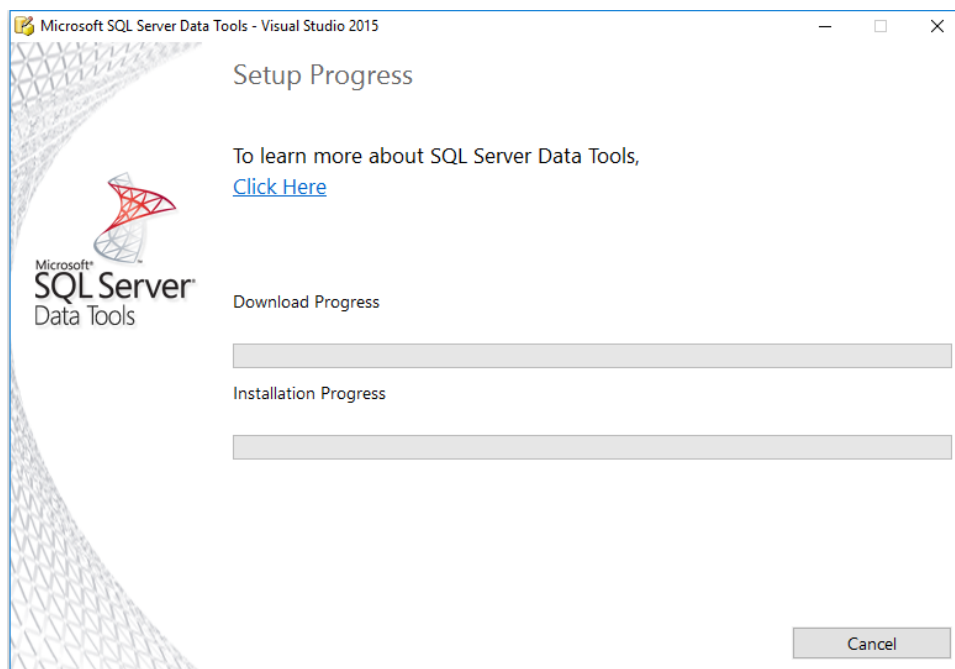 Microsoft SQL Server Data Tools - Visual Studio 2015
Setup Progress
To learn more about SQL Server Data Tools,
Click Here
Microsoft®
SQL Server®
Data Tools
Download Progress
Installation Progress
Cancel